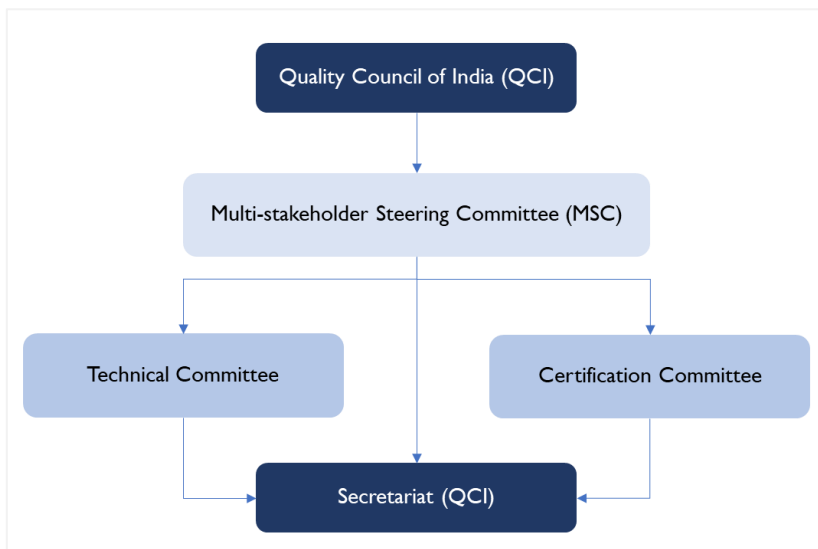 Quality Council of India (QCI)
Multi-stakeholder Steering Committee (MSC)
Technical Committee
Certification Committee
Secretariat (QCI)